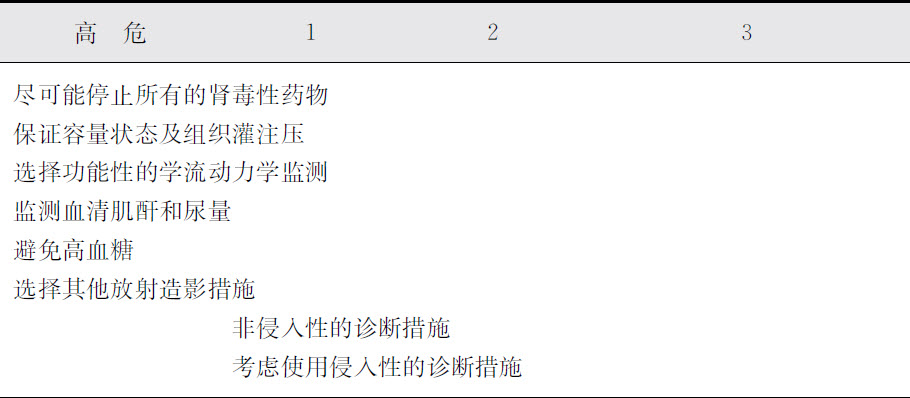 高 危 1 2 3
尽可能停止所有的肾毒性药物
保证容量状态及组织灌注压
选择功能性的学流动力学监测
监测血清肌酐和尿量
避免高血糖
选择其他放射造影措施
非侵入性的诊断措施
考虑使用侵入性的诊断措施